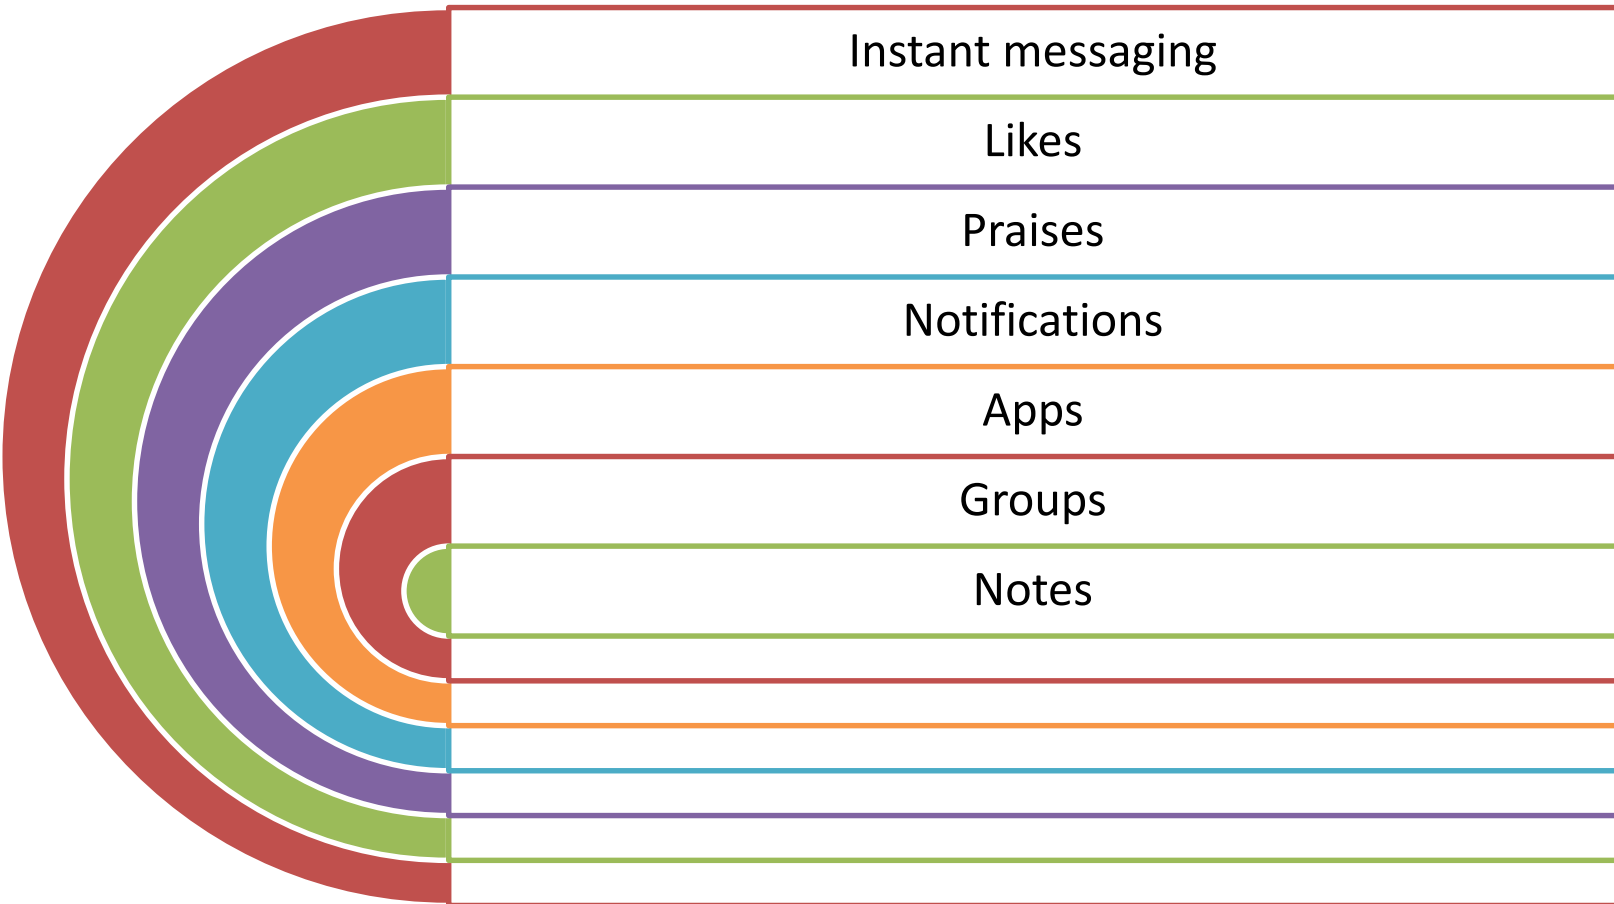 Instant messaging
Likes
Praises
Notifications
Apps
Groups
Notes